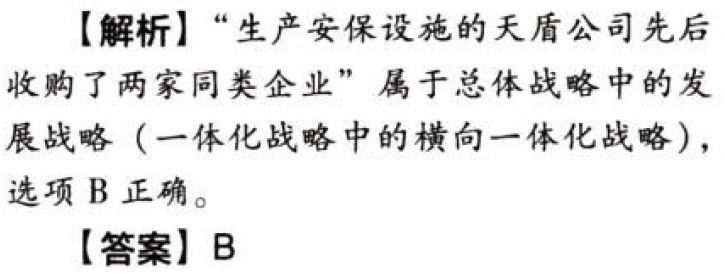 【解析】“生产安保设施的天盾公司先后
收购了两家同类企业”属于总体战略中的发
展战略（一体化战略中的横向一体化战略），
选项 B 正确。
【答案】B